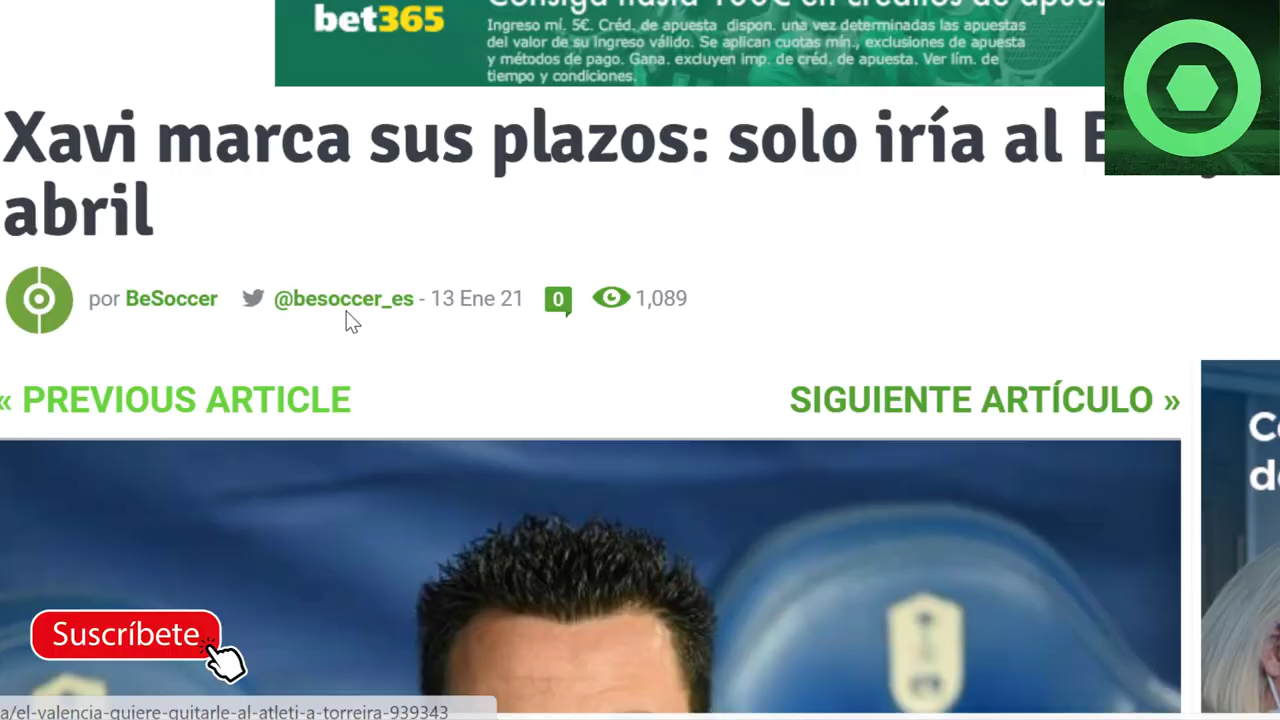 bet365
Ingreso mí. 5€. Créd. de apuesta dispon. una vez determinadas las apuestas
del valor de su ingreso válido. Se aplican cuotas mín., exclusiones de apuesta
y métodos de pago. Gana. excluyen imp. de créd. de apuesta. Ver lím. de
tiempo y condiciones.
Xavi marca sus plazos: solo iría al
abril
por BeSoccer @besoccer_es - 13 Ene 21 0 1,089
« PREVIOUS ARTICLE SIGUIENTE ARTÍCULO »
Suscríbete
a/el-valencia-quiere-quitarle-al-atleti-a-torreira-939343